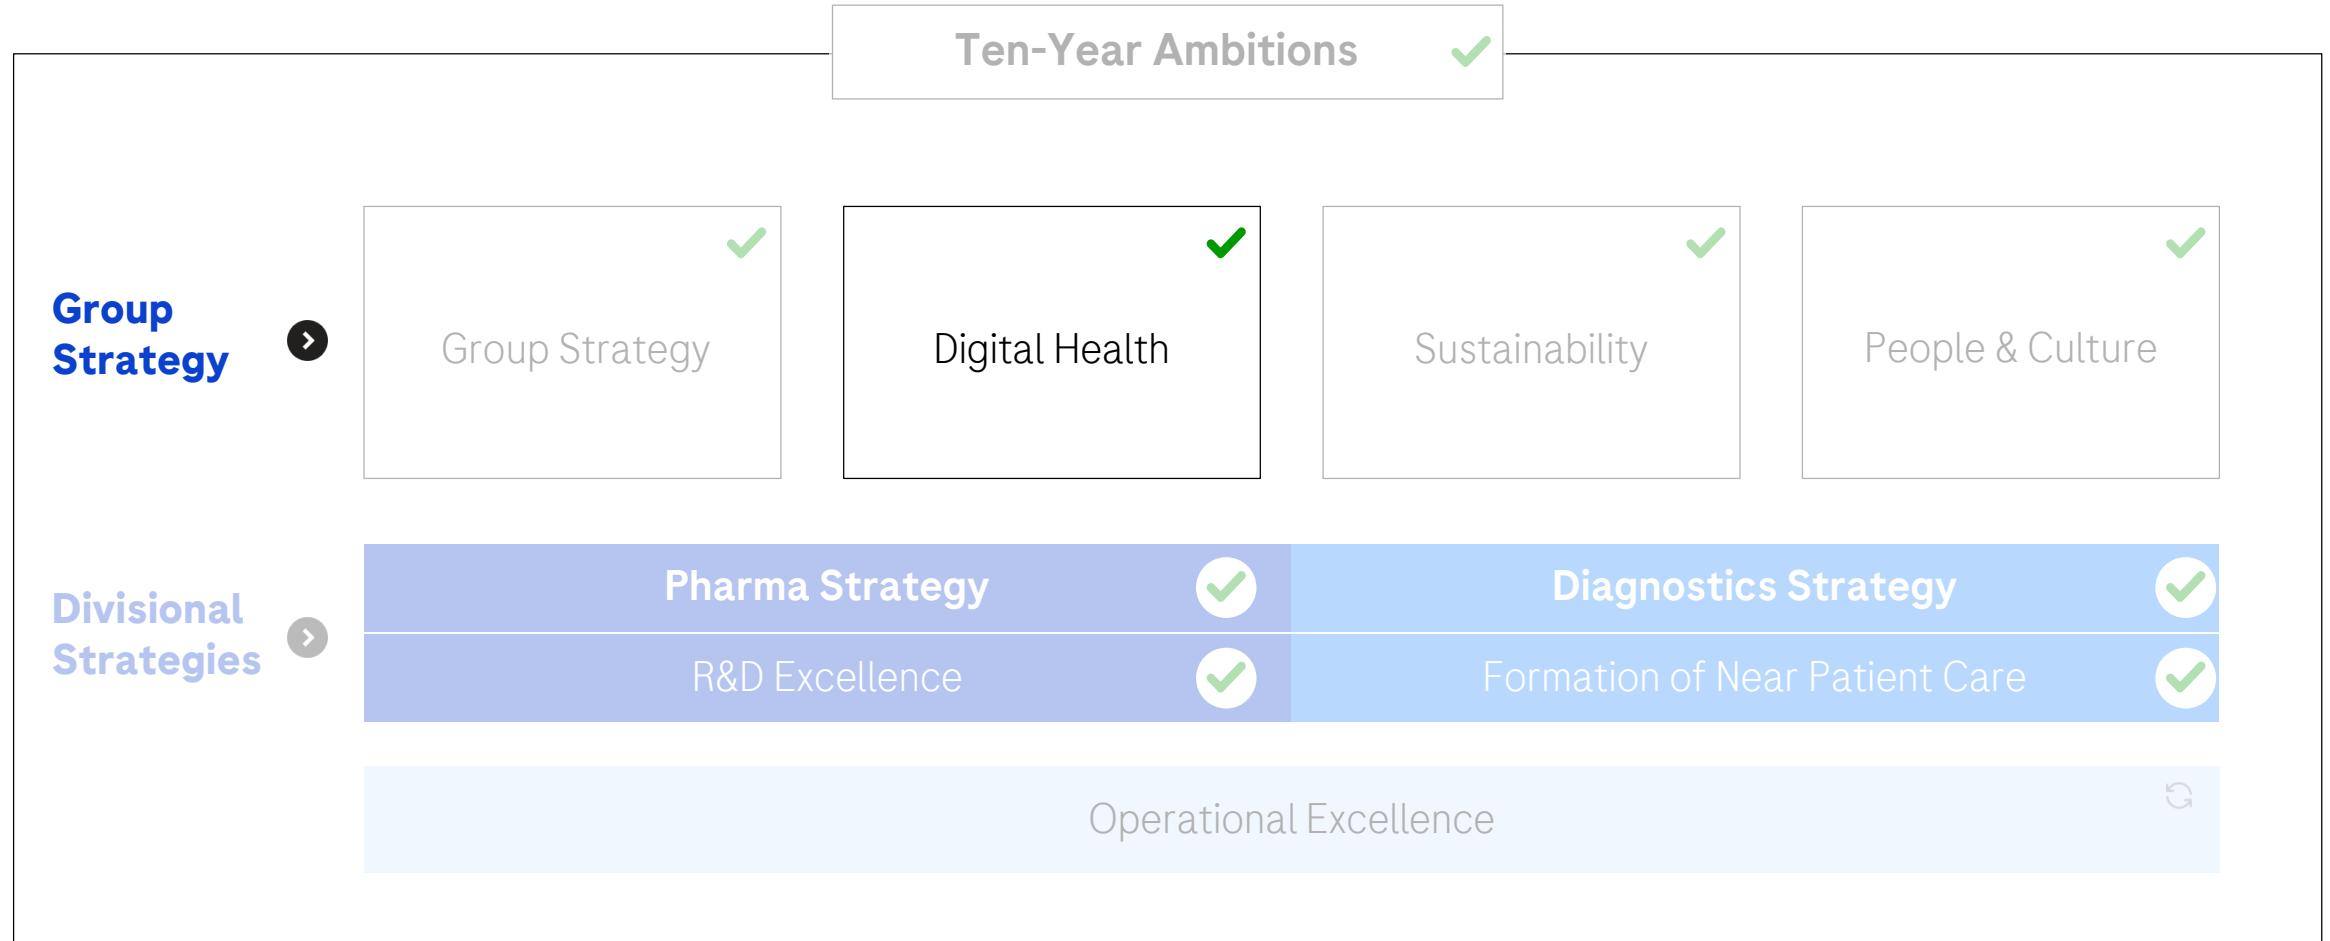 Ten-Year Ambitions
Group
Strategy
Group Strategy
Digital Health
Sustainability
People & Culture
Divisional
Strategies
Pharma Strategy
Diagnostics Strategy
R&D Excellence
Formation of Near Patient Care
Operational Excellence